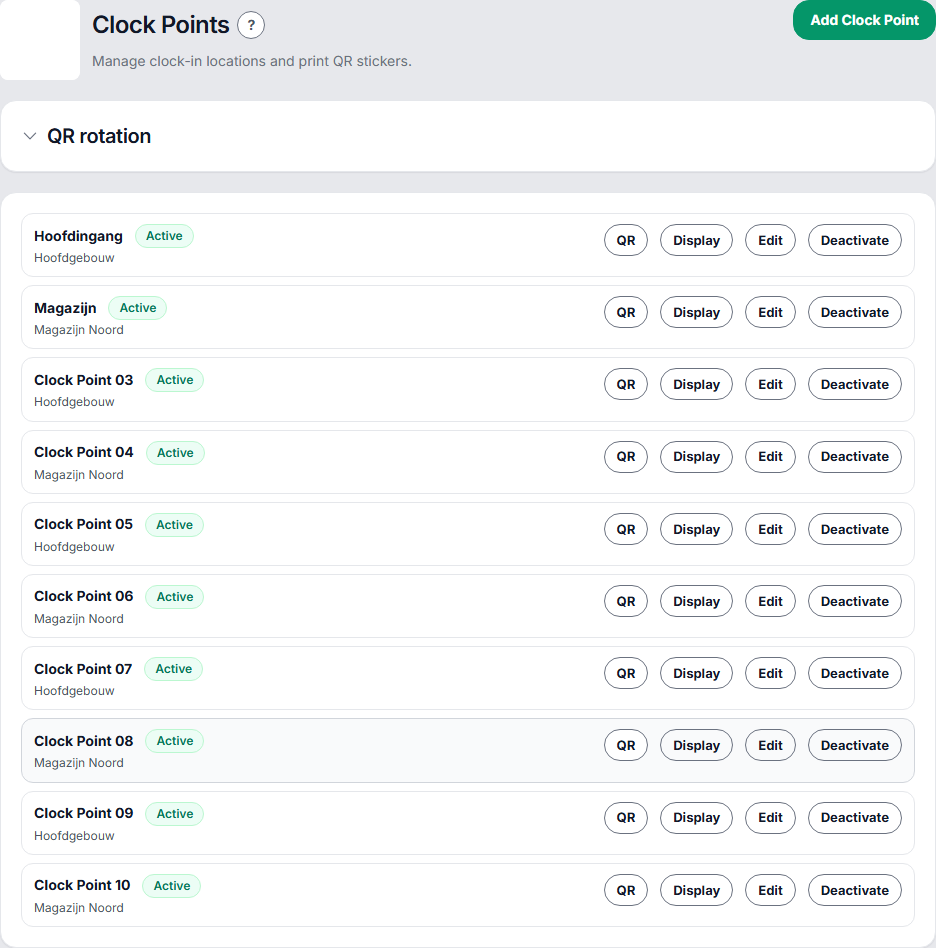 Clock Points ?
Add Clock Point
Manage clock-in locations and print QR stickers.
QR rotation
Hoofdingang Active QR Display Edit Deactivate
Hoofdgebouw
Magazijn Active QR Display Edit Deactivate
Magazijn Noord
Clock Point 03 Active QR Display Edit Deactivate
Hoofdgebouw
Clock Point 04 Active QR Display Edit Deactivate
Magazijn Noord
Clock Point 05 Active QR Display Edit Deactivate
Hoofdgebouw
Clock Point 06 Active QR Display Edit Deactivate
Magazijn Noord
Clock Point 07 Active QR Display Edit Deactivate
Hoofdgebouw
Clock Point 08 Active QR Display Edit Deactivate
Magazijn Noord
Clock Point 09 Active QR Display Edit Deactivate
Hoofdgebouw
Clock Point 10 Active QR Display Edit Deactivate
Magazijn Noord